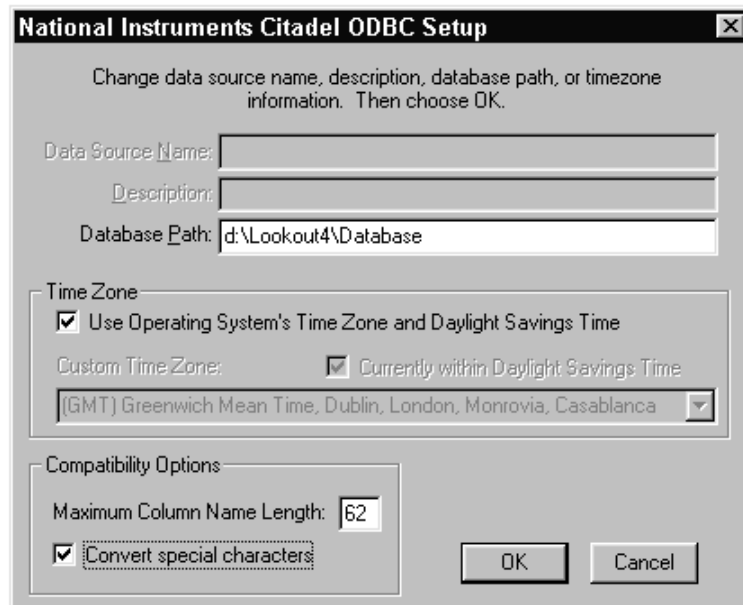 National Instruments Citadel ODBC Setup
Change data source name, description, database path, or timezone
information. Then choose OK.
Data Source Name:
Description:
Database Path: d:\Lookout4\Database
Time Zone
Use Operating System's Time Zone and Daylight Savings Time
Custom Time Zone: Currently within Daylight Savings Time
(GMT) Greenwich Mean Time, Dublin, London, Monrovia, Casablanca
Compatibility Options
Maximum Column Name Length: 62
Convert special characters
OK Cancel